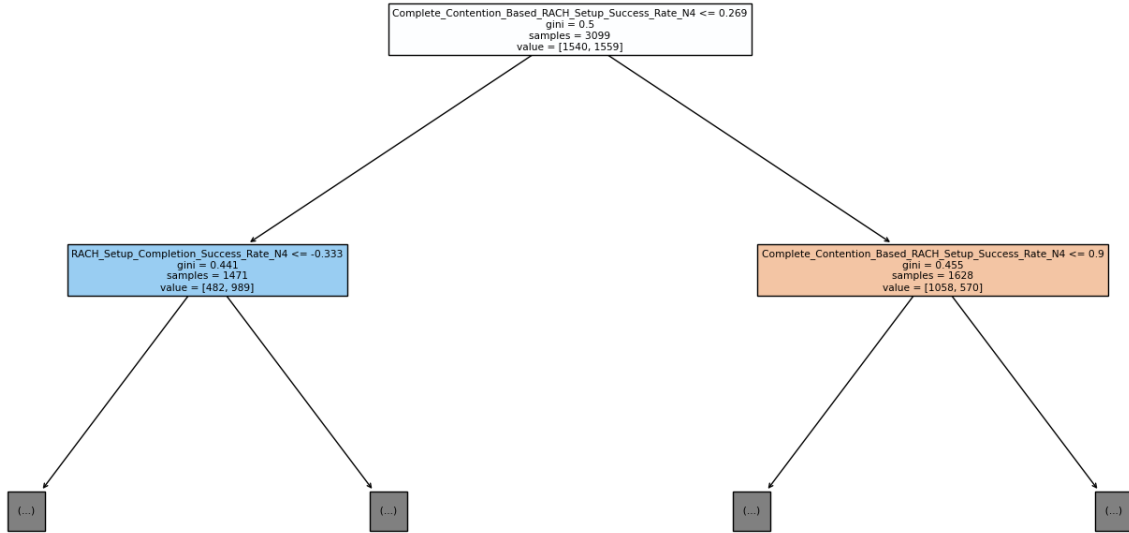 Complete_Contention_Based_RACH_Setup_Success_Rate_N4 <= 0.269
gini = 0.5
samples = 3099
value = [1540, 1559]
RACH_Setup_Completion_Success_Rate_N4 <= -0.333
gini = 0.441
samples = 1471
value = [482, 989]
Complete_Contention_Based_RACH_Setup_Success_Rate_N4 <= 0.9
gini = 0.455
samples = 1628
value = [1058, 570]
(...)
(...)
(...)
(...)